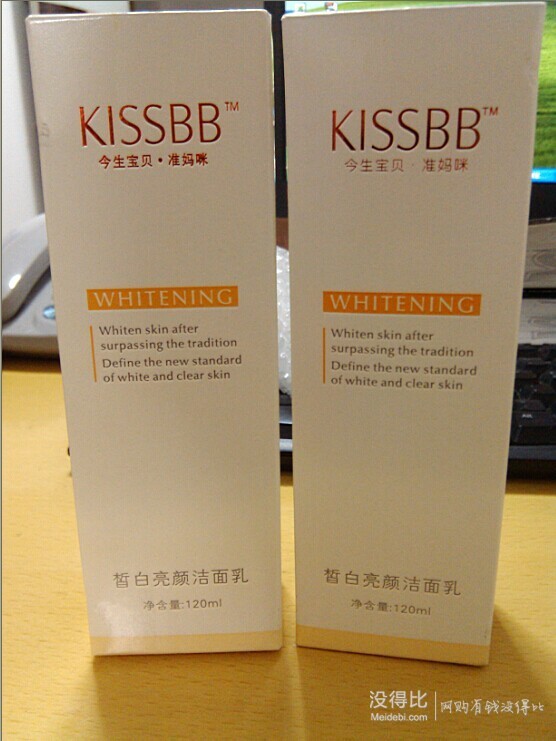 KISSBB™
今生宝贝·准妈咪
WHITENING
Whiten skin after
surpassing the tradition
Define the new standard
of white and clear skin
皙白亮颜洁面乳
净含量:120ml
KISSBB™
今生宝贝·准妈咪
WHITENING
Whiten skin after
surpassing the tradition
Define the new standard
of white and clear skin
皙白亮颜洁面乳
净含量:120ml
没得比
Meidebi.com
网购有钱没得比